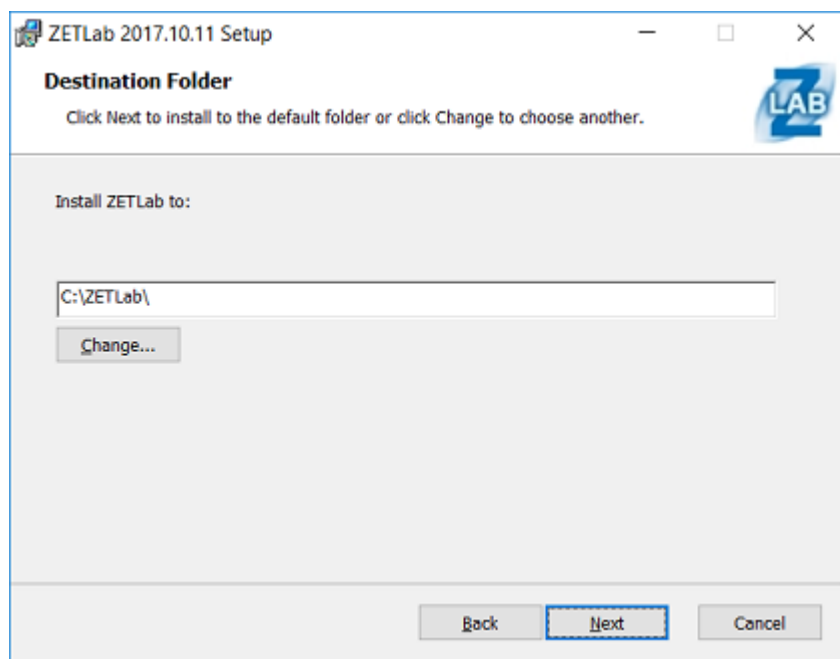 ZETLab 2017.10.11 Setup
Destination Folder
Click Next to install to the default folder or click Change to choose another.
Z LAB
Install ZETLab to:
C:\ZETLab\
Change...
Back Next Cancel